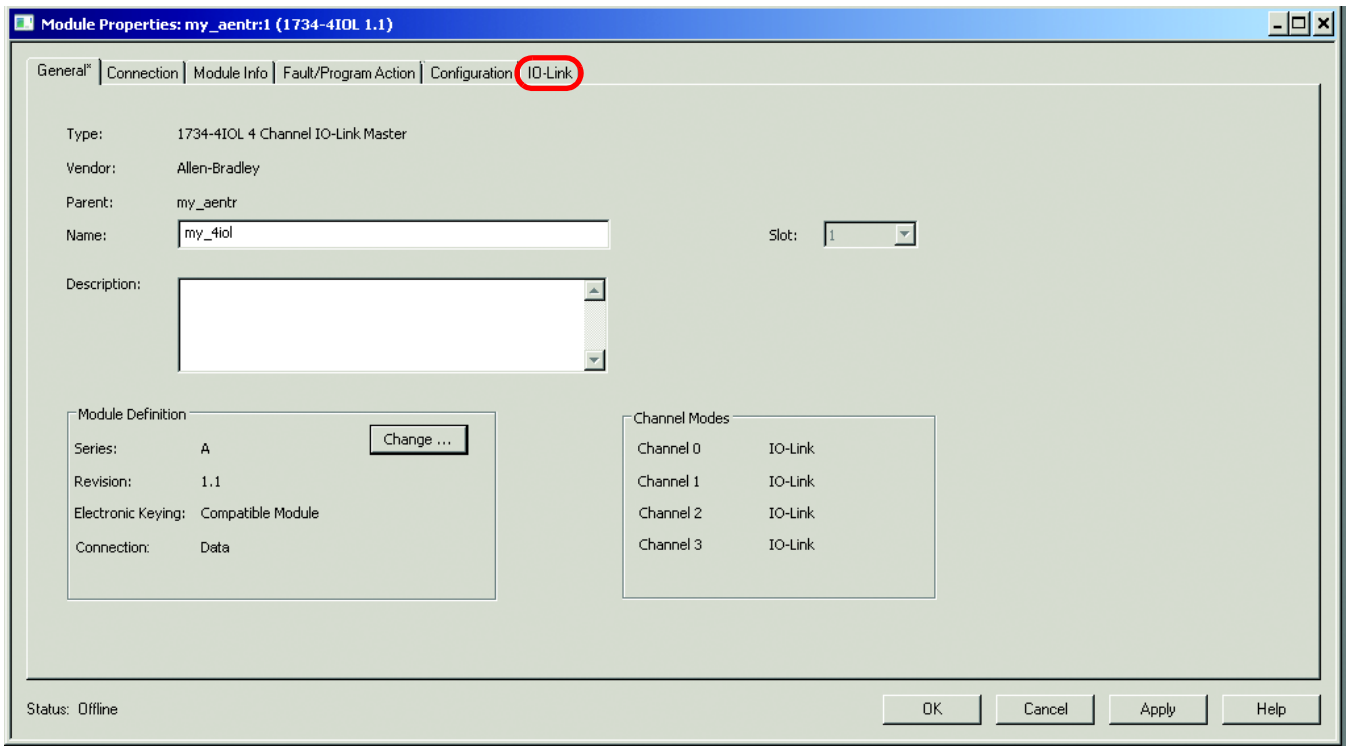 Module Properties: my_aentr:1 (1734-4IOL 1.1)
General* Connection Module Info Fault/Program Action Configuration IO-Link
Type: 1734-4IOL 4 Channel IO-Link Master
Vendor: Allen-Bradley
Parent: my_aentr
Name: my_4iol Slot: 1
Description:
Module Definition
Change ...
Series: A
Revision: 1.1
Electronic Keying: Compatible Module
Connection: Data
Channel Modes
Channel 0 IO-Link
Channel 1 IO-Link
Channel 2 IO-Link
Channel 3 IO-Link
Status: Offline OK Cancel Apply Help